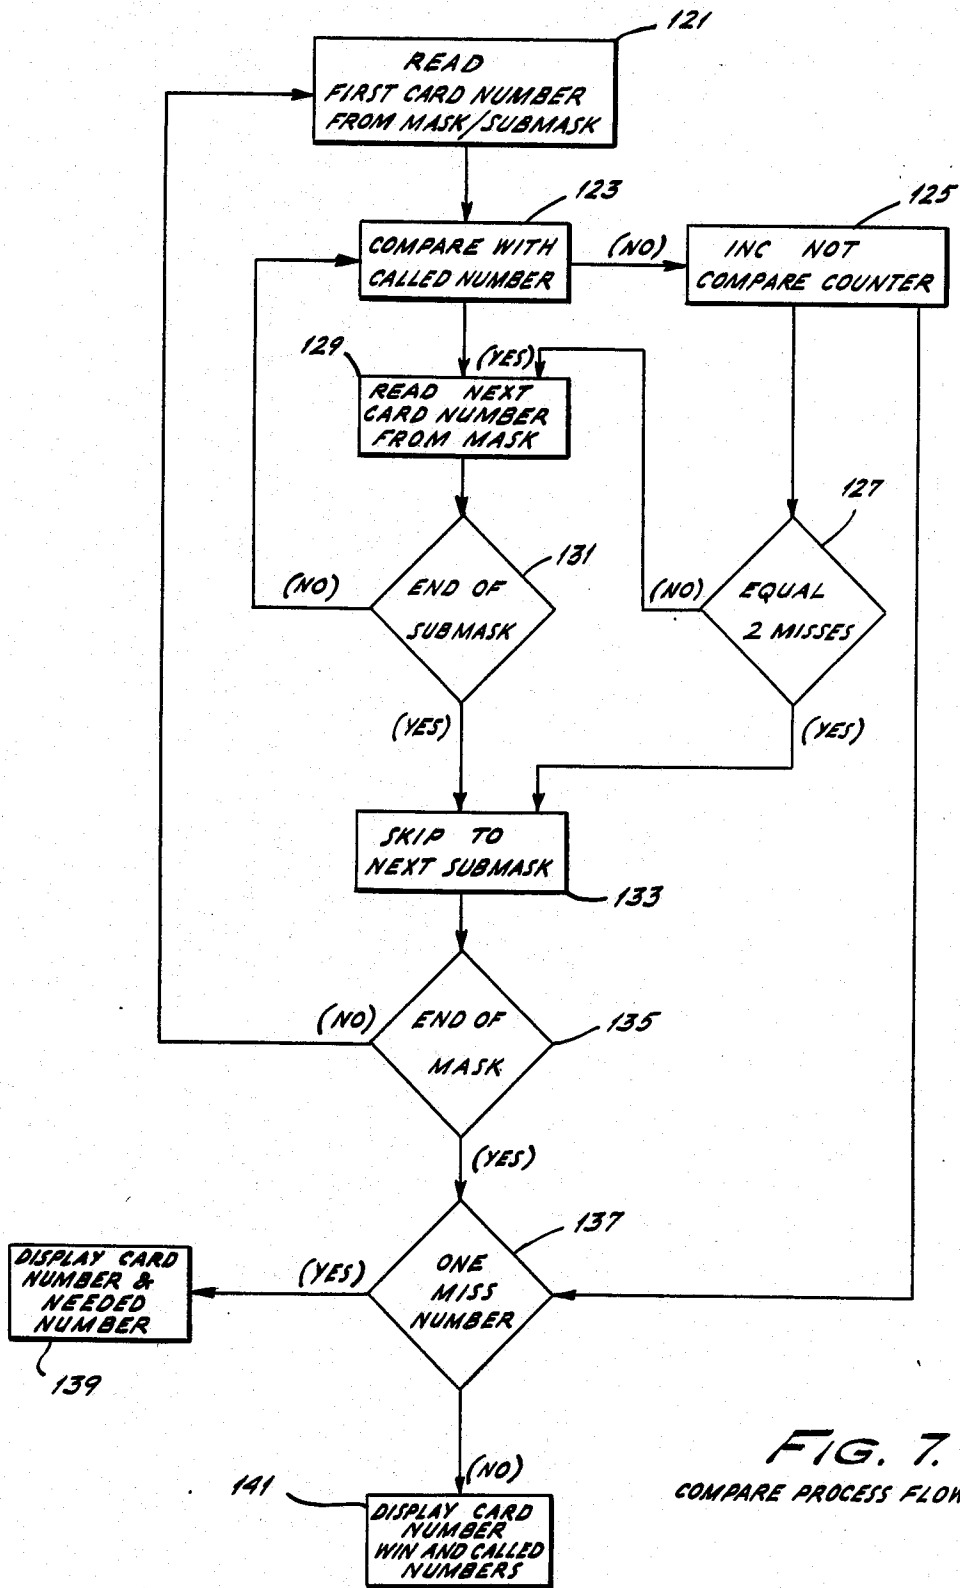 121
READ
FIRST CARD NUMBER
FROM MASK/SUBMASK
123
COMPARE WITH
CALLED NUMBER
(NO)
125
INC NOT
COMPARE COUNTER
129
(YES)
READ NEXT
CARD NUMBER
FROM MASK
127
EQUAL
2 MISSES
(NO)
(YES)
131
END OF
SUBMASK
(NO)
(YES)
SKIP TO
NEXT SUBMASK
133
(NO)
END OF
MASK
135
(YES)
137
ONE
MISS
NUMBER
(YES)
DISPLAY CARD
NUMBER &
NEEDED
NUMBER
139
(NO)
141
DISPLAY CARD
NUMBER
WIN AND CALLED
NUMBERS
FIG. 7.
COMPARE PROCESS FLOW